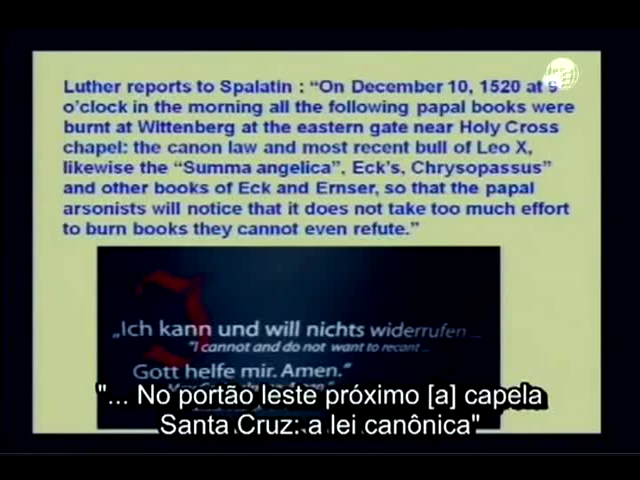 Luther reports to Spalatin : “On December 10, 1520 at 9
o’clock in the morning all the following papal books were
burnt at Wittenberg at the eastern gate near Holy Cross
chapel: the canon law and most recent bull of Leo X,
likewise the “Summa angelica”, Eck’s, Chrysopassus”
and other books of Eck and Ernser, so that the papal
arsonists will notice that it does not take too much effort
to burn books they cannot even refute.”
„Ich kann und will nichts widerrufen ...
"I cannot and do not want to recant ...
Gott helfe mir. Amen.“
"... No portão leste próximo [a] capela
Santa Cruz: a lei canônica"